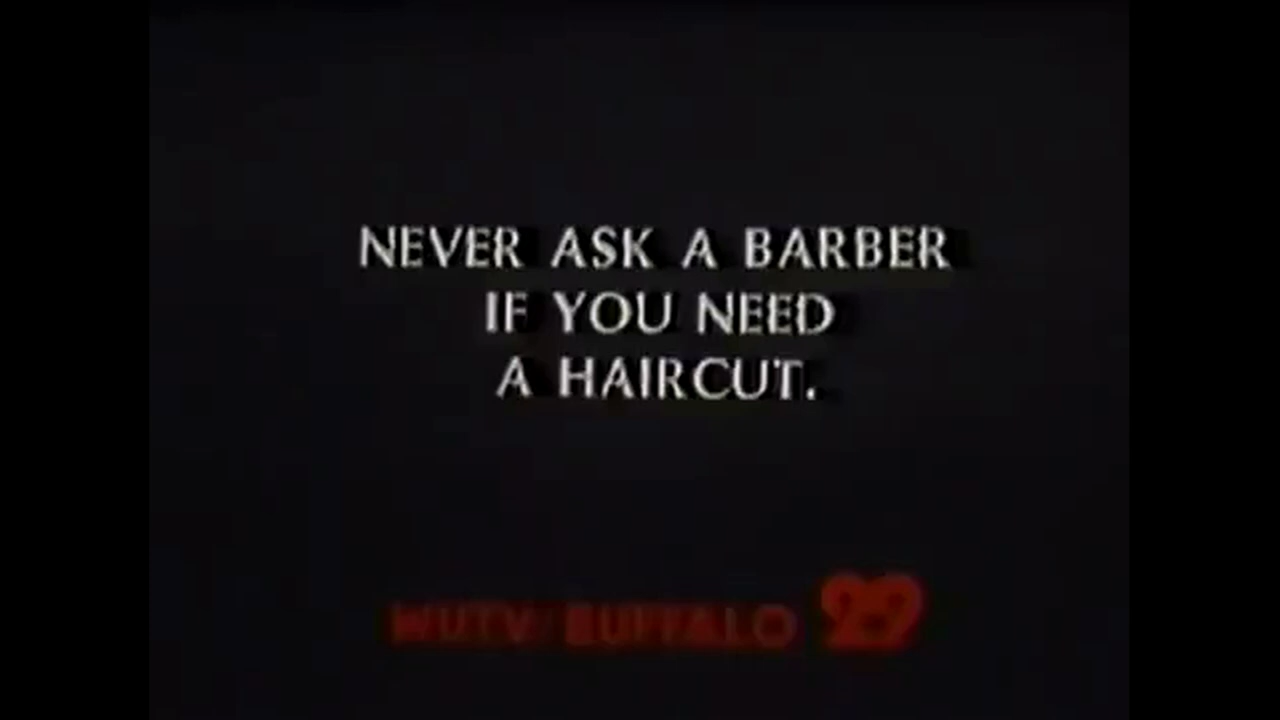 NEVER ASK A BARBER
IF YOU NEED
A HAIRCUT.
WUTV BUFFALO 29